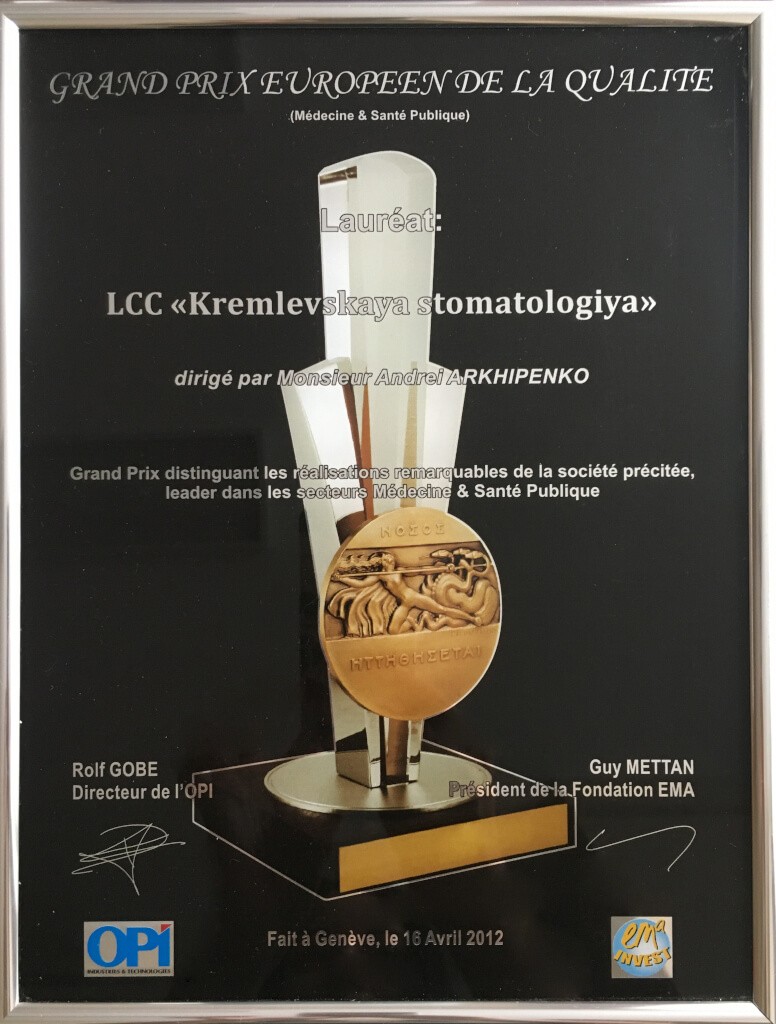 GRAND PRIX EUROPEEN DE LA QUALITE
(Médecine & Santé Publique)
Lauréat:
LCC «Kremlevskaya stomatologiya»
dirigé par Monsieur Andrei ARKHIPENKO
Grand Prix distinguant les réalisations remarquables de la société précitée,
leader dans les secteurs Médecine & Santé Publique
ΝΟΣΟΣ
ΗΤΤΗΘΗΣΕΤΑΙ
Rolf GOBE
Directeur de l'OPI
Guy METTAN
Président de la Fondation EMA
OPI
INDUSTRIES & TECHNOLOGIES
Fait à Genève, le 16 Avril 2012
ema
INVEST